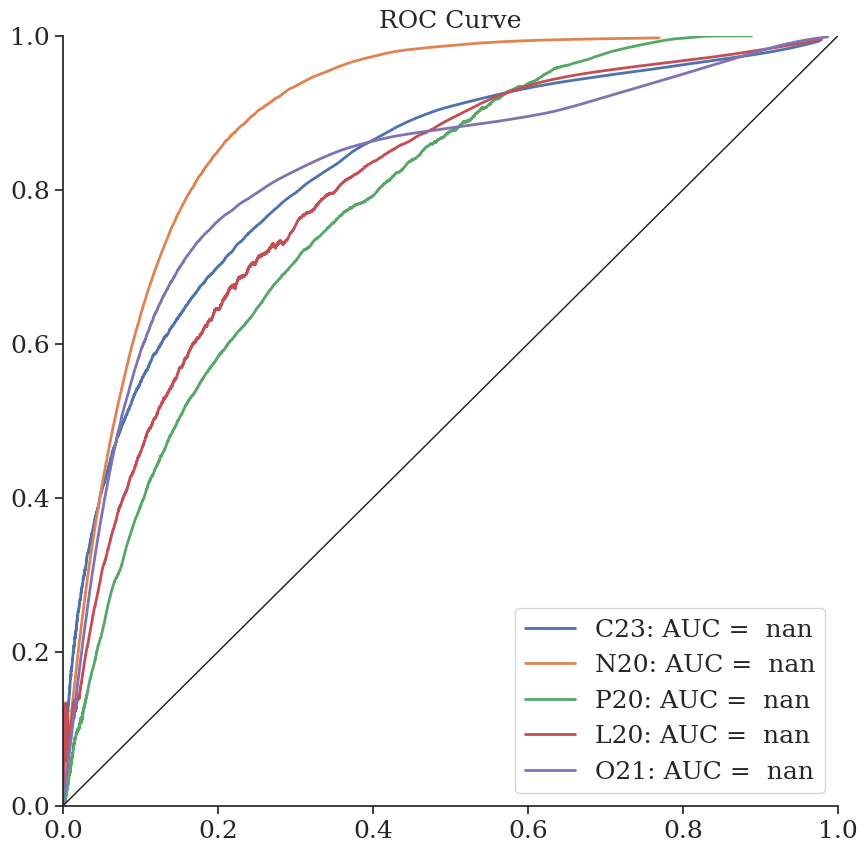 ROC Curve
1.0
0.8
0.6
0.4
0.2
0.0
0.0 0.2 0.4 0.6 0.8 1.0
C23: AUC = nan
N20: AUC = nan
P20: AUC = nan
L20: AUC = nan
O21: AUC = nan